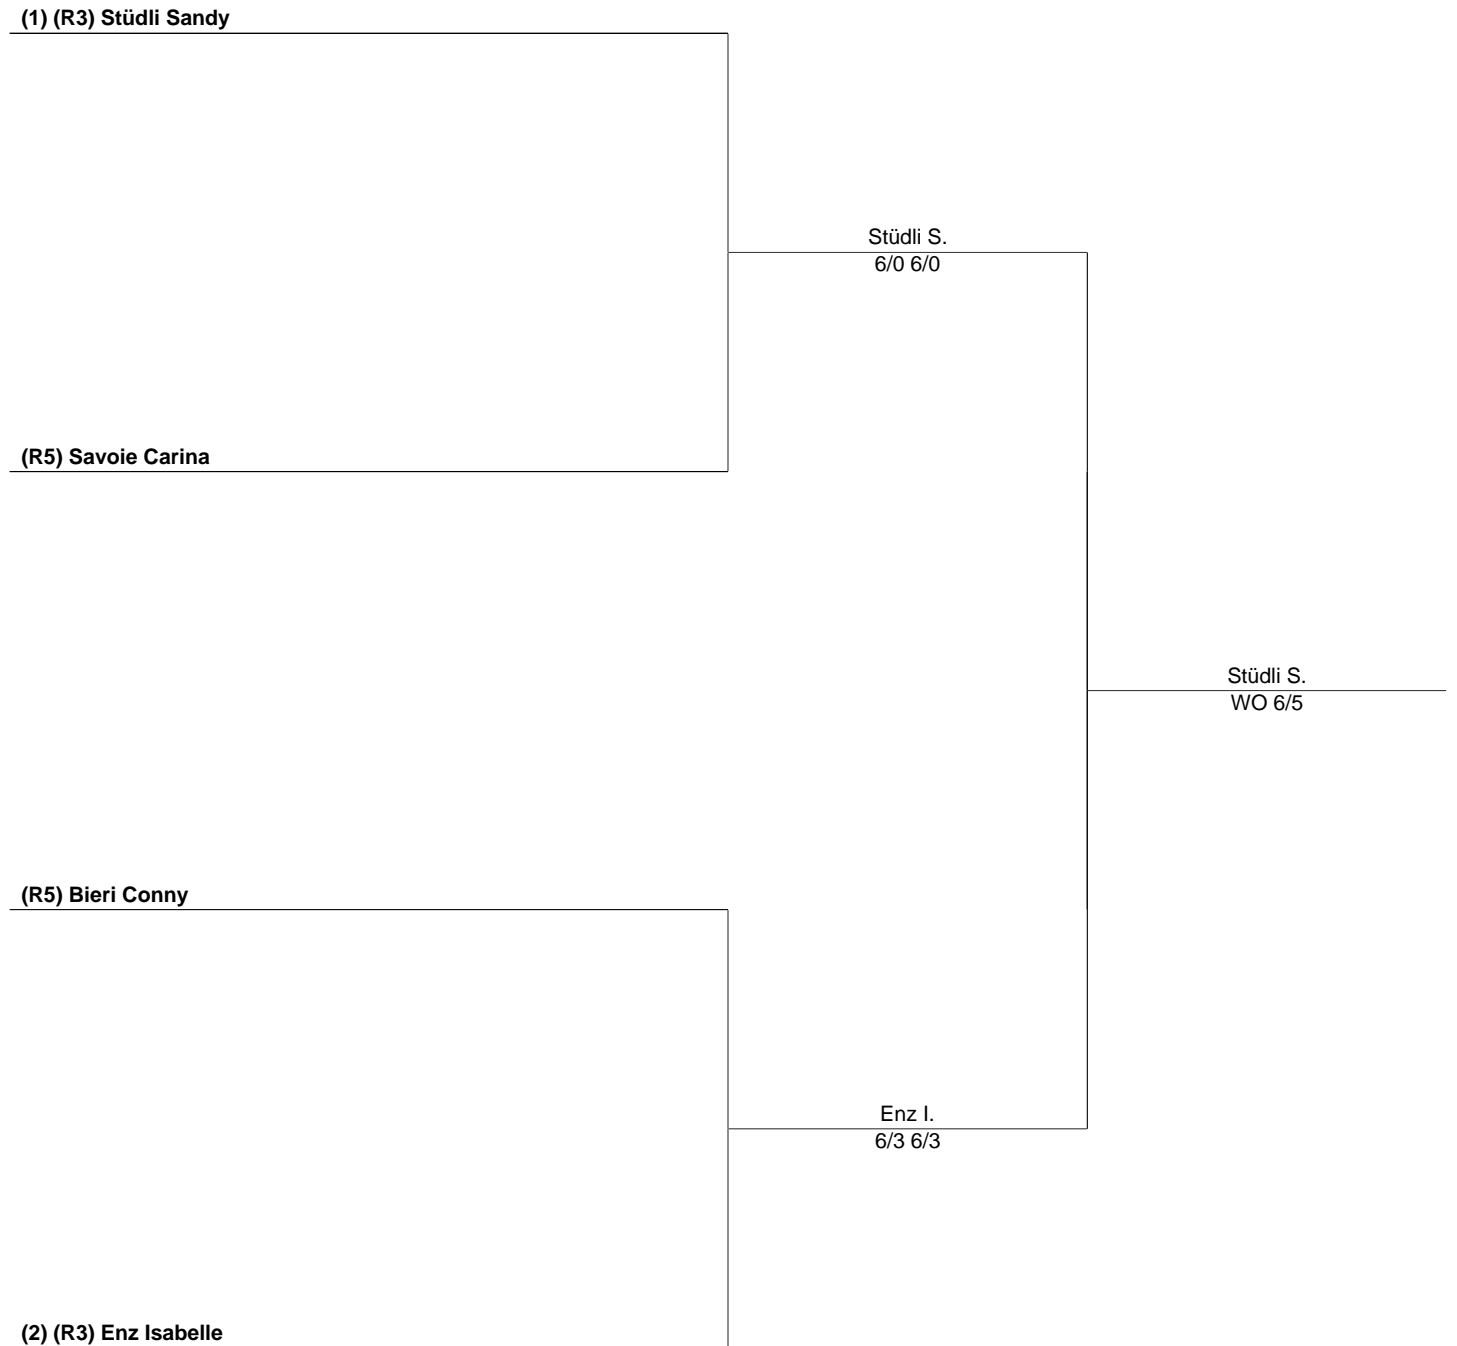 (1) (R3) Stüdli Sandy
Stüdli S.
6/0 6/0
(R5) Savoie Carina
Stüdli S.
WO 6/5
(R5) Bieri Conny
Enz I.
6/3 6/3
(2) (R3) Enz Isabelle